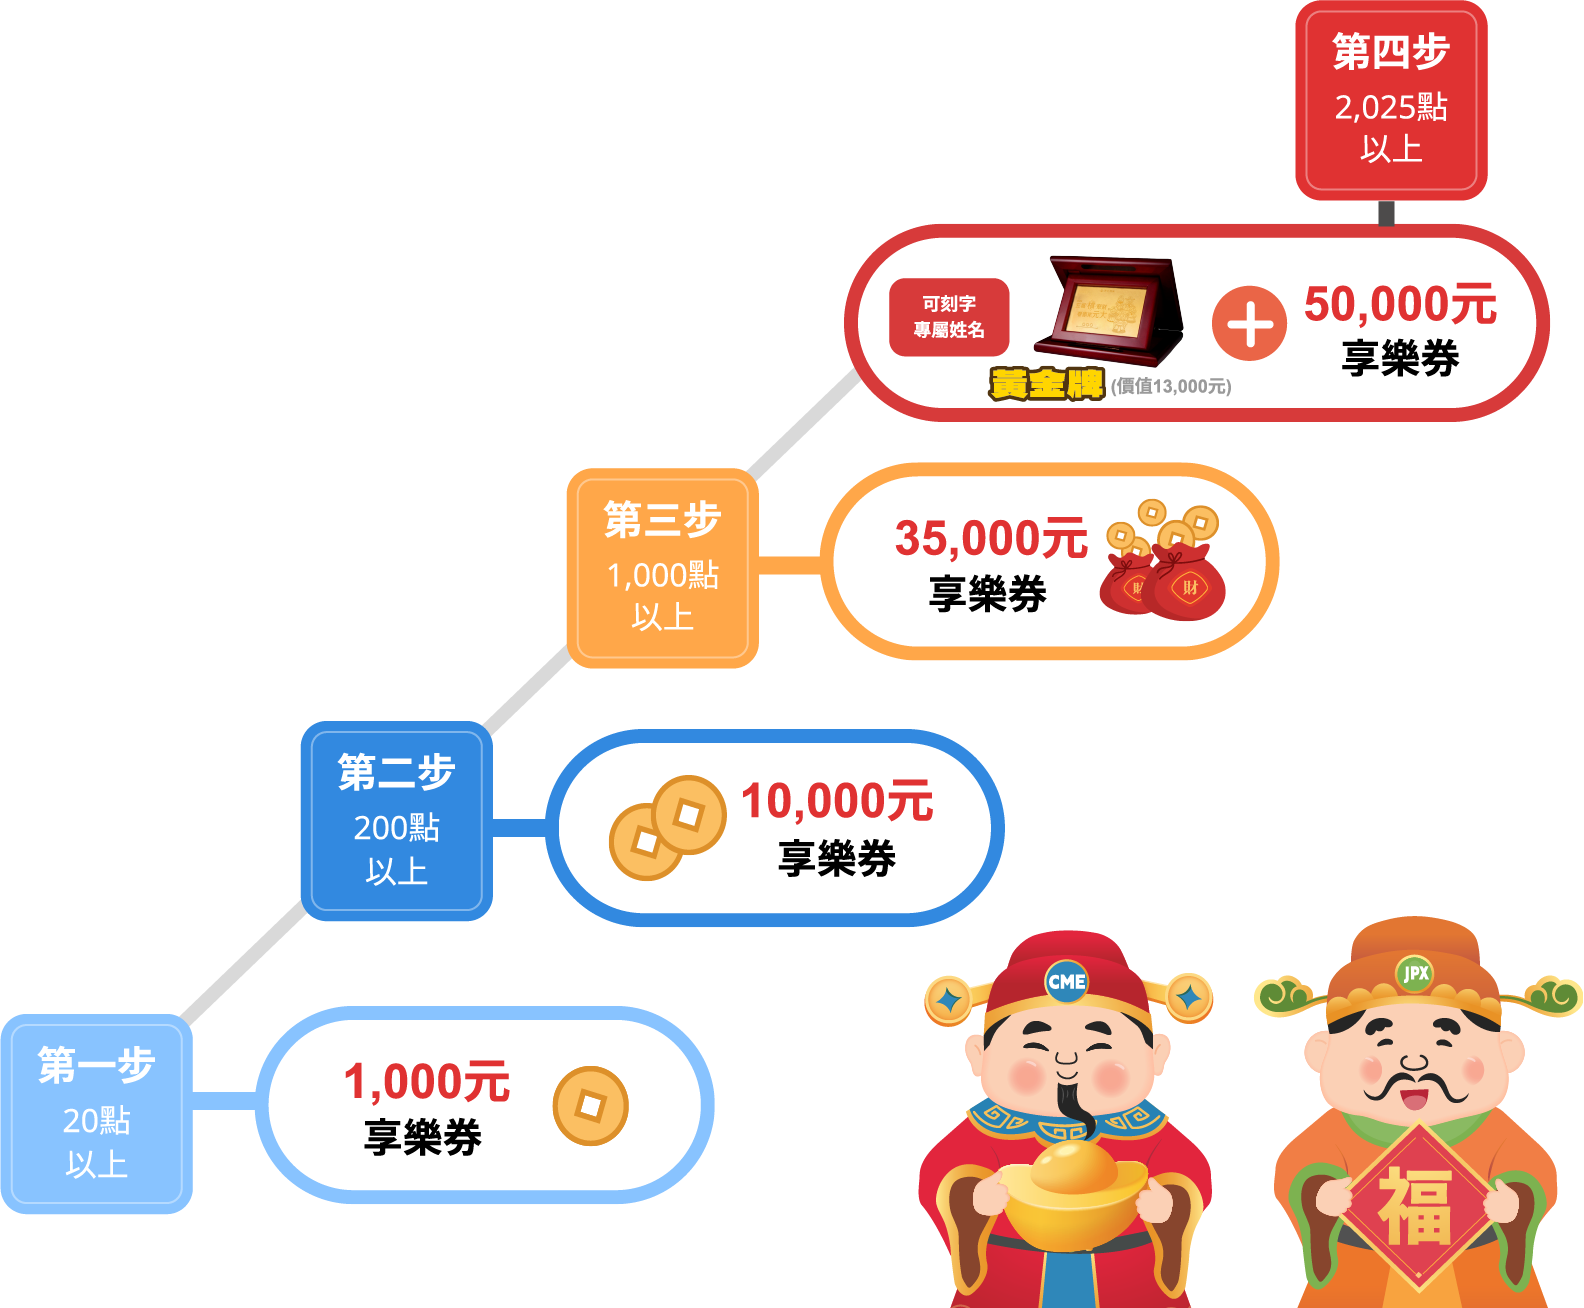 第四步
2,025點
以上
可刻字
專屬姓名
黃金牌 (價值13,000元)
50,000元
享樂券
第三步
1,000點
以上
35,000元
享樂券
財
財
第二步
200點
以上
10,000元
享樂券
第一步
20點
以上
1,000元
享樂券
CME
JPX
福